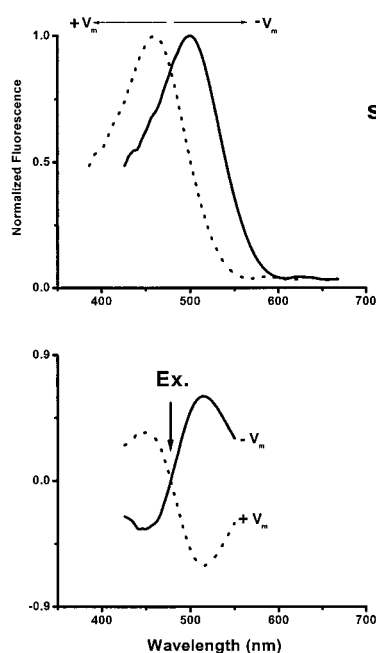 + Vm - Vm
1.0
S
0.5
0.0
Normalized Fluorescence
400 500 600 700
0.9
Ex.
- Vm
0.0
+ Vm
-0.9
400 500 600 700
Wavelength (nm)